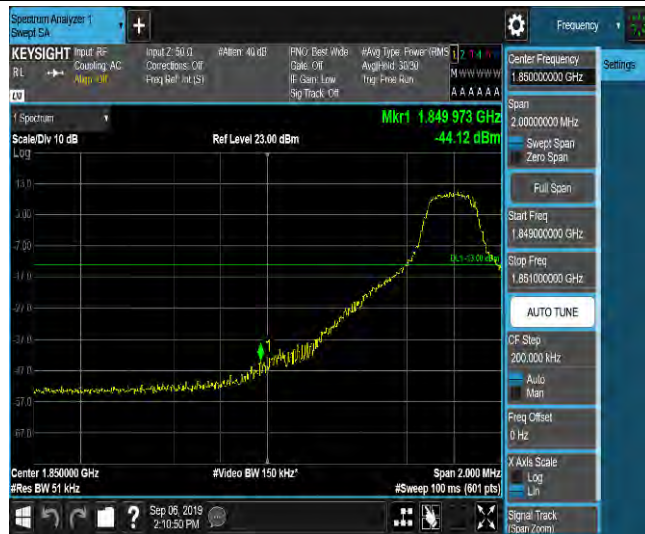 Spectrum Analyzer 1
Swept SA
Frequency
KEYSIGHT
RL
Input: RF
Coupling: AC
Align: Off
Input Z: 50 Ω
Corrections: Off
Freq Ref: Int (S)
#Atten: 40 dB
PNO: Best Wide
Gate: Off
IF Gain: Low
Sig Track: Off
#Avg Type: Power (RMS
Avg|Hold: 30/30
Trig: Free Run
M W W W W W
A A A A A A
LW
1 Spectrum
Scale/Div 10 dB
Ref Level 23.00 dBm
Mkr1 1.849 973 GHz
-44.12 dBm
Log
13.0
3.00
-7.00
DL1 -13.00 dBm
-17.0
-27.0
-37.0
1
-47.0
-57.0
-67.0
Center 1.850000 GHz
#Video BW 150 kHz*
Span 2.000 MHz
#Res BW 51 kHz
#Sweep 100 ms (601 pts)
Sep 06, 2019
2:10:50 PM
Center Frequency
1.850000000 GHz
Settings
Span
2.00000000 MHz
Swept Span
Zero Span
Full Span
Start Freq
1.849000000 GHz
Stop Freq
1.851000000 GHz
AUTO TUNE
CF Step
200.000 kHz
Auto
Man
Freq Offset
0 Hz
X Axis Scale
Log
Lin
Signal Track
(Span Zoom)